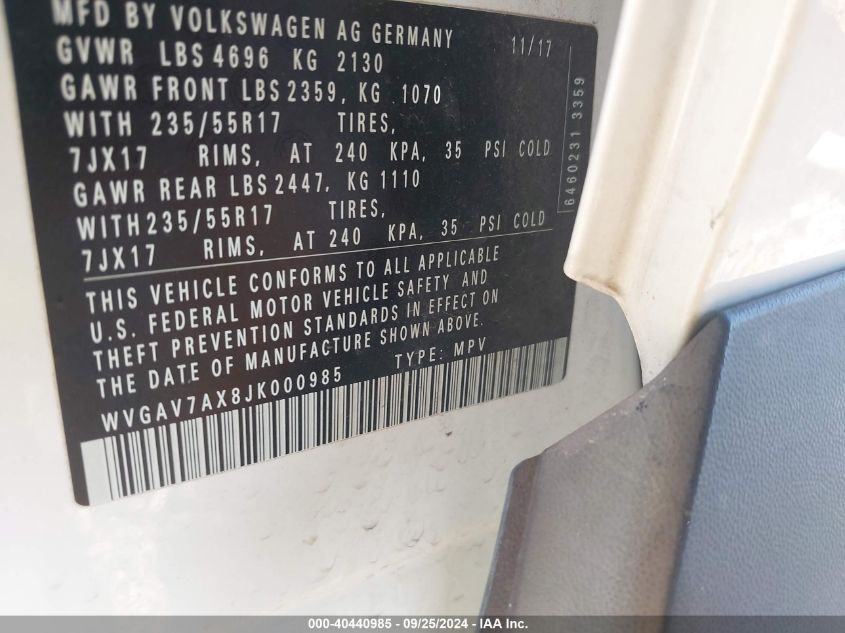 MFD BY VOLKSWAGEN AG GERMANY
11/17
GVWR LBS 4696 KG 2130
GAWR FRONT LBS 2359, KG 1070
WITH 235/55R17 TIRES,
7JX17 RIMS, AT 240 KPA, 35 PSI COLD
GAWR REAR LBS 2447, KG 1110
WITH 235/55R17 TIRES,
7JX17 RIMS, AT 240 KPA, 35 PSI COLD
THIS VEHICLE CONFORMS TO ALL APPLICABLE
U.S. FEDERAL MOTOR VEHICLE SAFETY AND
THEFT PREVENTION STANDARDS IN EFFECT ON
THE DATE OF MANUFACTURE SHOWN ABOVE.
WVGAV7AX8JK000985 TYPE: MPV
6460231 3359
000-40440985 - 09/25/2024 - IAA Inc.